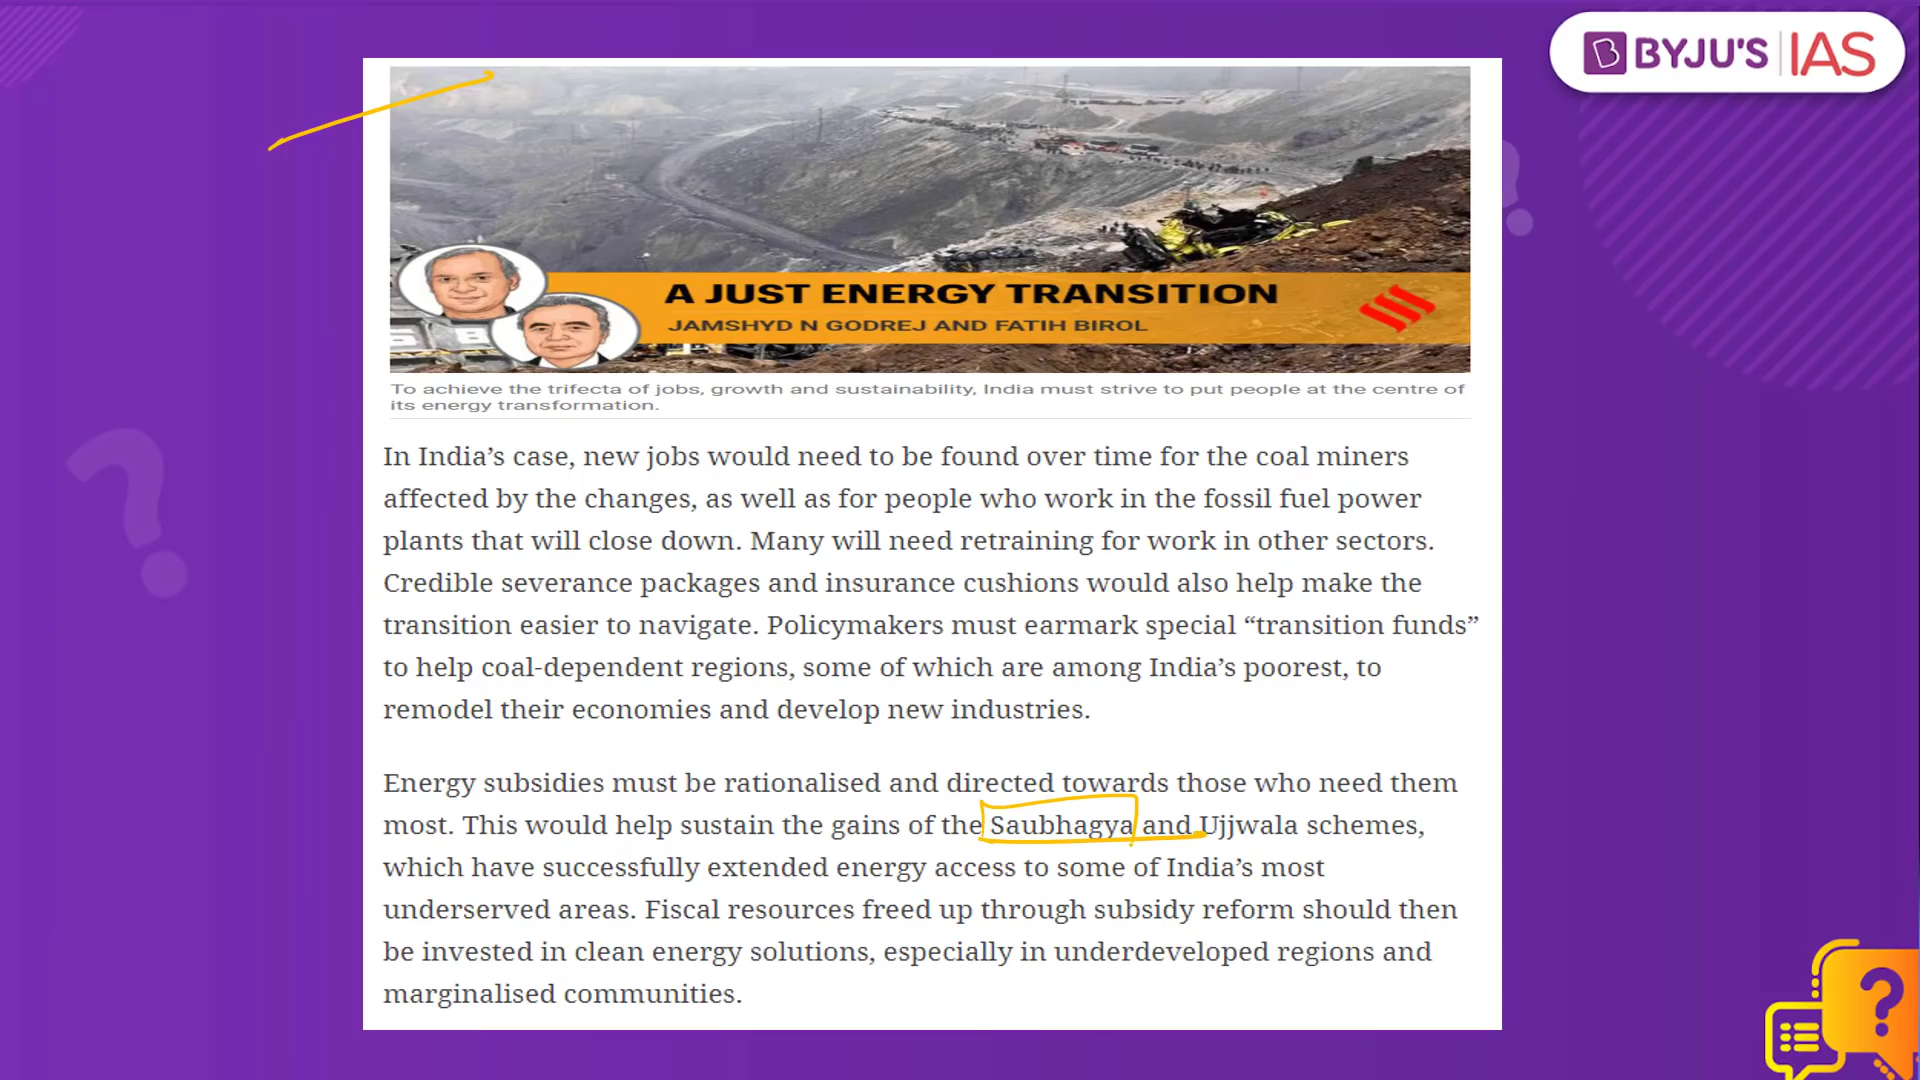 BYJU'S IAS
A JUST ENERGY TRANSITION
JAMSHYD N GODREJ AND FATIH BIROL
To achieve the trifecta of jobs, growth and sustainability, India must strive to put people at the centre of
its energy transformation.
In India’s case, new jobs would need to be found over time for the coal miners
affected by the changes, as well as for people who work in the fossil fuel power
plants that will close down. Many will need retraining for work in other sectors.
Credible severance packages and insurance cushions would also help make the
transition easier to navigate. Policymakers must earmark special “transition funds”
to help coal-dependent regions, some of which are among India’s poorest, to
remodel their economies and develop new industries.
Energy subsidies must be rationalised and directed towards those who need them
most. This would help sustain the gains of the Saubhagya and Ujjwala schemes,
which have successfully extended energy access to some of India’s most
underserved areas. Fiscal resources freed up through subsidy reform should then
be invested in clean energy solutions, especially in underdeveloped regions and
marginalised communities.